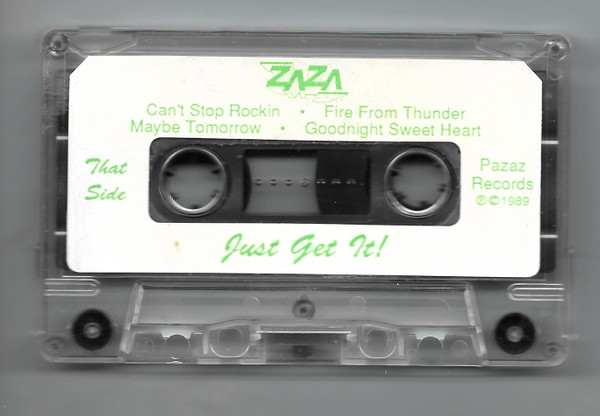 ZAZA
Can't Stop Rockin • Fire From Thunder
Maybe Tomorrow • Goodnight Sweet Heart
That
Side
Pazaz
Records
℗©1989
Just Get It!